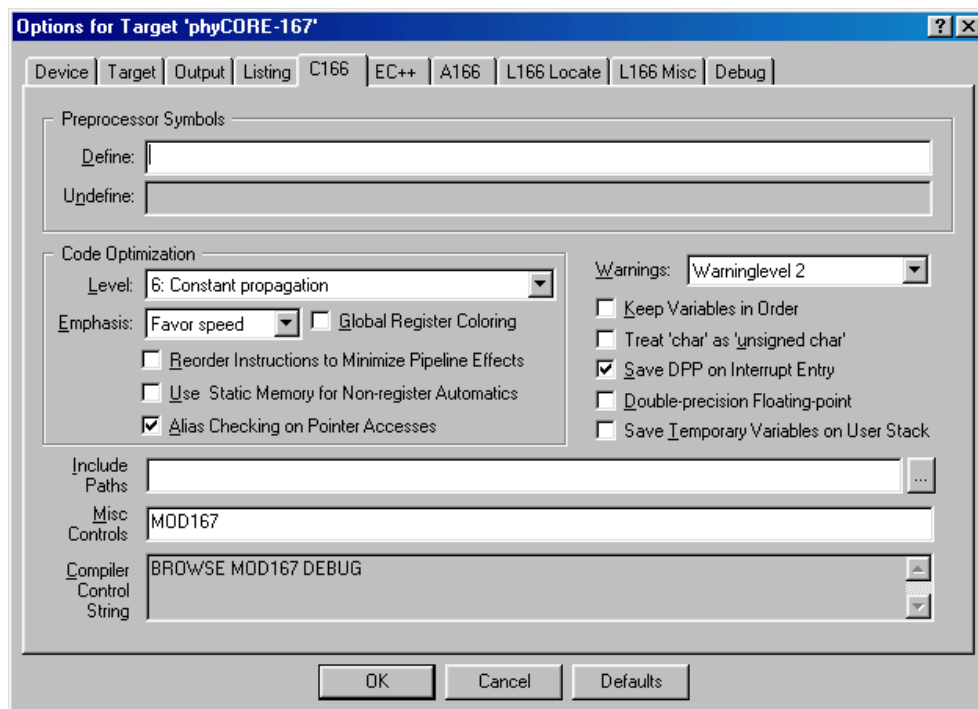 Options for Target 'phyCORE-167'
Device Target Output Listing C166 EC++ A166 L166 Locate L166 Misc Debug
Preprocessor Symbols
Define:
Undefine:
Code Optimization
Level: 6: Constant propagation
Emphasis: Favor speed Global Register Coloring
Reorder Instructions to Minimize Pipeline Effects
Use Static Memory for Non-register Automatics
Alias Checking on Pointer Accesses
Warnings: Warninglevel 2
Keep Variables in Order
Treat 'char' as 'unsigned char'
Save DPP on Interrupt Entry
Double-precision Floating-point
Save Temporary Variables on User Stack
Include
Paths
...
Misc
Controls
MOD167
Compiler
Control
String
BROWSE MOD167 DEBUG
OK Cancel Defaults